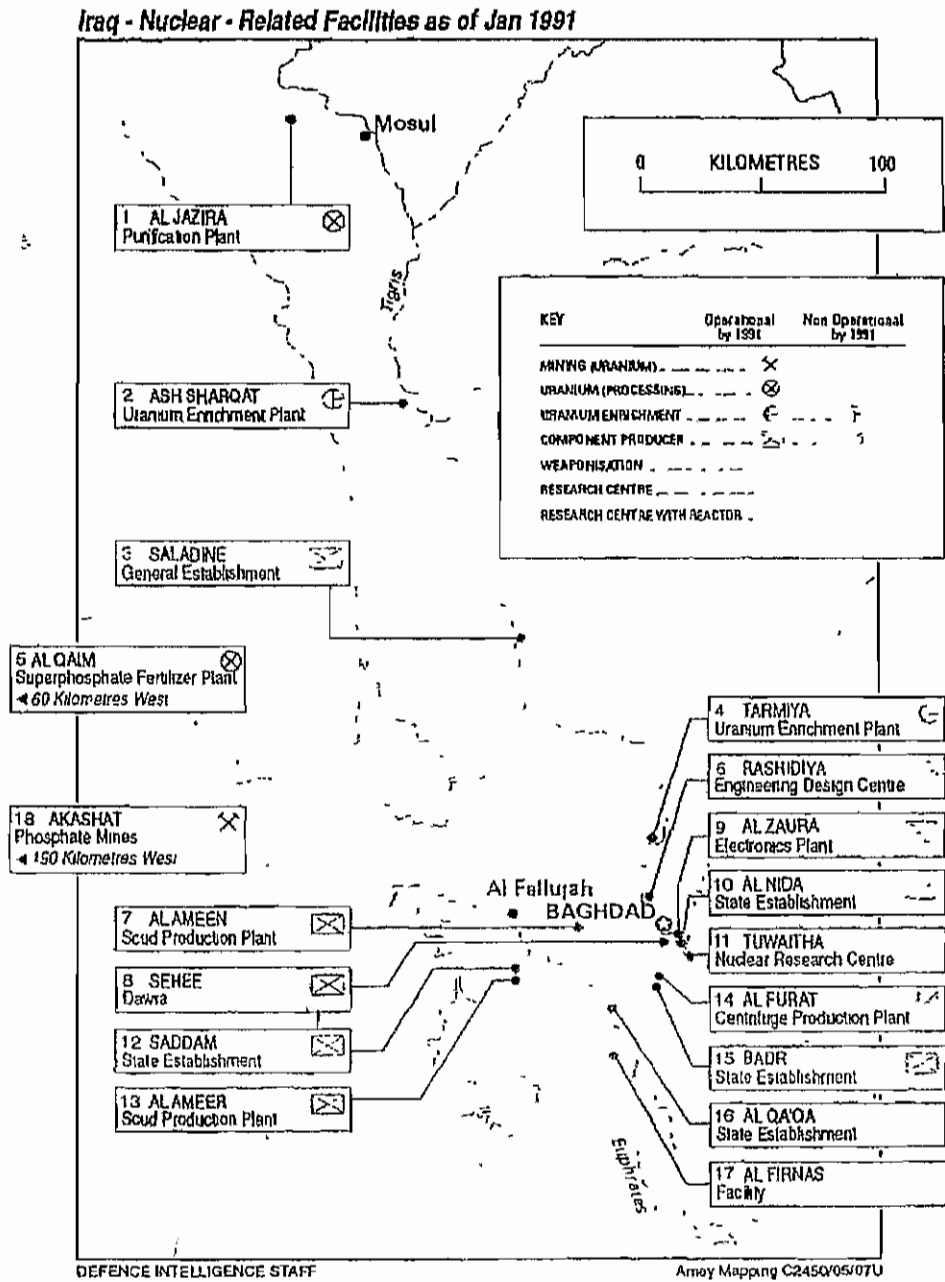 Iraq - Nuclear - Related Facilities as of Jan 1991
Mosul
0 KILOMETRES 100
1 AL JAZIRA
Purification Plant
Tigris
KEY
Operational by 1991
Non Operational by 1991
MINING (URANIUM)
URANIUM (PROCESSING)
URANIUM ENRICHMENT
COMPONENT PRODUCER
WEAPONISATION
RESEARCH CENTRE
RESEARCH CENTRE WITH REACTOR
2 ASH SHARQAT
Uranium Enrichment Plant
3 SALADINE
General Establishment
5 AL QAIM
Superphosphate Fertilizer Plant
60 Kilometres West
18 AKASHAT
Phosphate Mines
150 Kilometres West
4 TARMIYA
Uranium Enrichment Plant
6 RASHIDIYA
Engineering Design Centre
9 AL ZAURA
Electronics Plant
10 AL NIDA
State Establishment
11 TUWAITHA
Nuclear Research Centre
14 AL FURAT
Centrifuge Production Plant
15 BADR
State Establishment
16 AL QA'QA
State Establishment
17 AL FIRNAS
Facility
Al Fallujah
BAGHDAD
7 AL AMEEN
Scud Production Plant
8 SEHEE
Dawra
12 SADDAM
State Establishment
13 AL AMEER
Scud Production Plant
Euphrates
DEFENCE INTELLIGENCE STAFF
Army Mapping C2450/05/07U